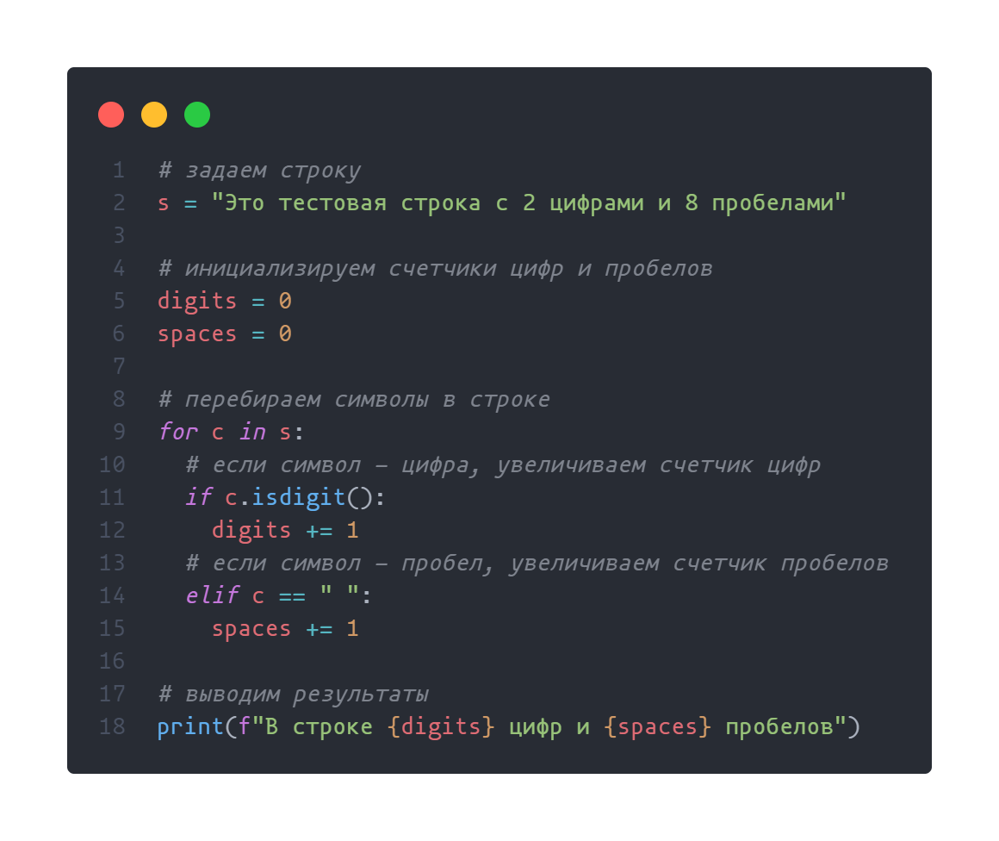 1 # задаем строку
2 s = "Это тестовая строка с 2 цифрами и 8 пробелами"
3
4 # инициализируем счетчики цифр и пробелов
5 digits = 0
6 spaces = 0
7
8 # перебираем символы в строке
9 for c in s:
10   # если символ – цифра, увеличиваем счетчик цифр
11   if c.isdigit():
12     digits += 1
13   # если символ – пробел, увеличиваем счетчик пробелов
14   elif c == " ":
15     spaces += 1
16
17 # выводим результаты
18 print(f"В строке {digits} цифр и {spaces} пробелов")